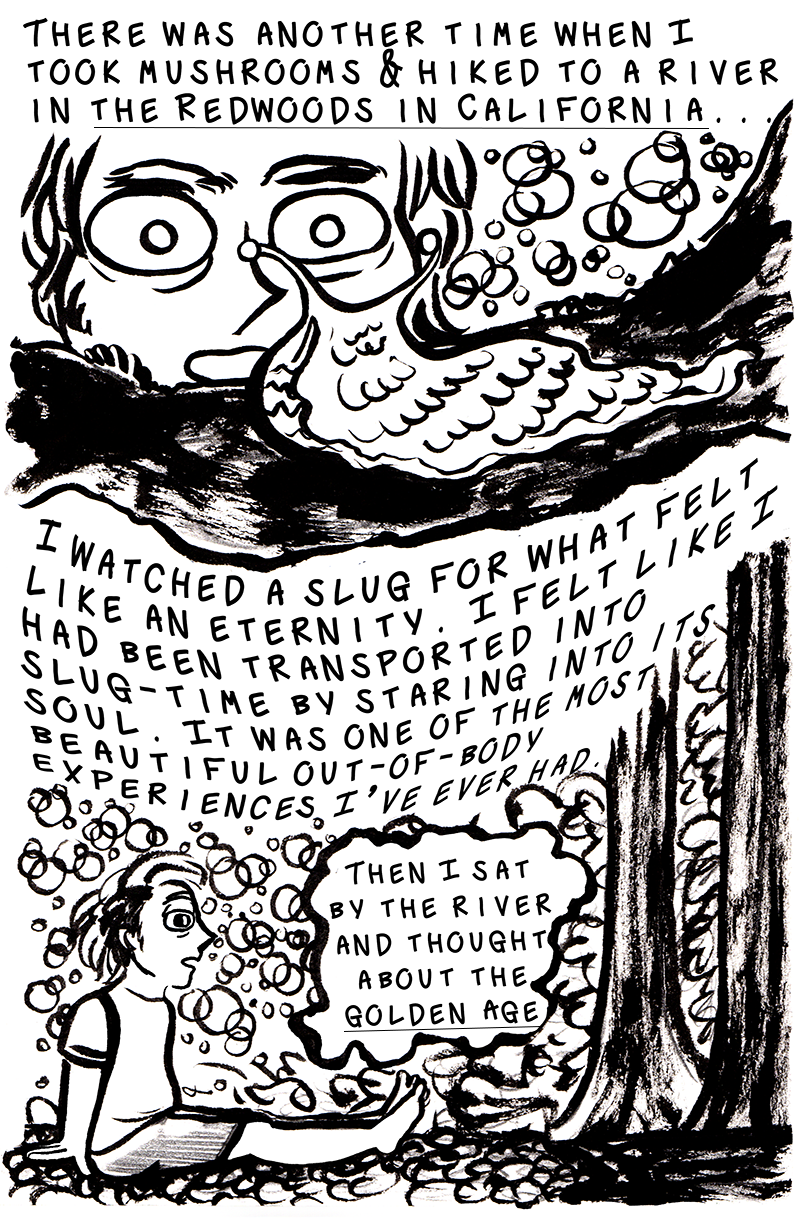 THERE WAS ANOTHER TIME WHEN I
TOOK MUSHROOMS & HIKED TO A RIVER
IN THE REDWOODS IN CALIFORNIA...
I WATCHED A SLUG FOR WHAT FELT
LIKE AN ETERNITY. I FELT LIKE I
HAD BEEN TRANSPORTED INTO
SLUG-TIME BY STARING INTO ITS
SOUL. IT WAS ONE OF THE MOST
BEAUTIFUL OUT-OF-BODY
EXPERIENCES I'VE EVER HAD.
THEN I SAT
BY THE RIVER
AND THOUGHT
ABOUT THE
GOLDEN AGE